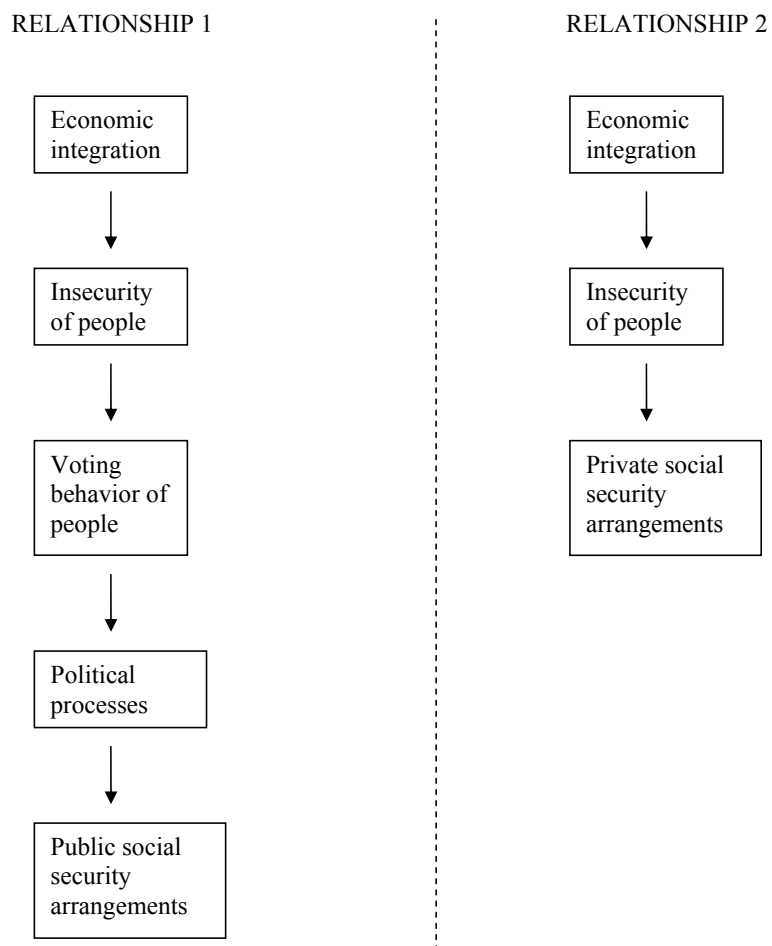 RELATIONSHIP 1
Economic
integration
Insecurity
of people
Voting
behavior of
people
Political
processes
Public social
security
arrangements
RELATIONSHIP 2
Economic
integration
Insecurity
of people
Private social
security
arrangements